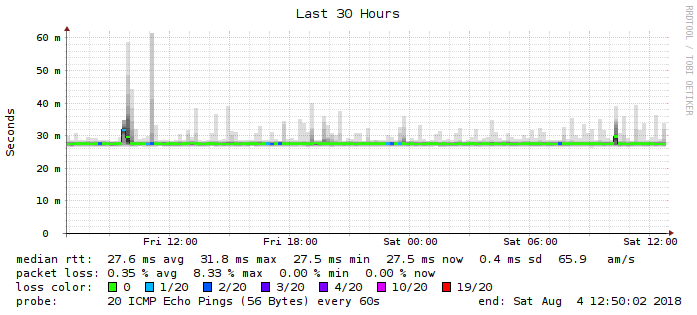 Last 30 Hours
RRDTOOL / TOBI OETIKER
Seconds
60 m
50 m
40 m
30 m
20 m
10 m
0
Fri 12:00 Fri 18:00 Sat 00:00 Sat 06:00 Sat 12:00
median rtt: 27.6 ms avg 31.8 ms max 27.5 ms min 27.5 ms now 0.4 ms sd 65.9 am/s
packet loss: 0.35 % avg 8.33 % max 0.00 % min 0.00 % now
loss color: 0 1/20 2/20 3/20 4/20 10/20 19/20
probe: 20 ICMP Echo Pings (56 Bytes) every 60s end: Sat Aug 4 12:50:02 2018